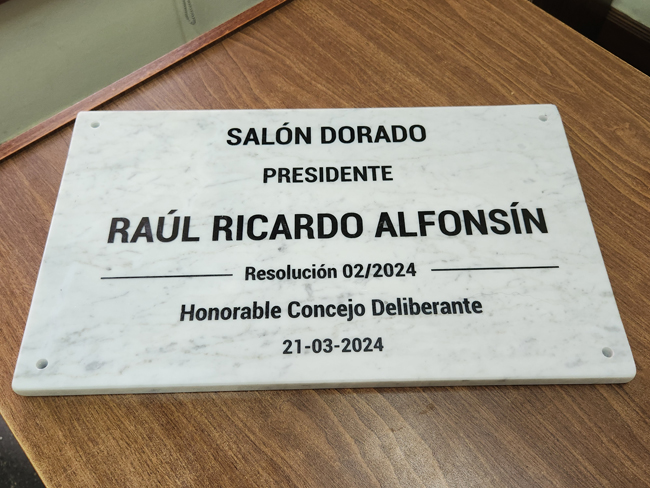 SALÓN DORADO
PRESIDENTE
RAÚL RICARDO ALFONSÍN
Resolución 02/2024
Honorable Concejo Deliberante
21-03-2024